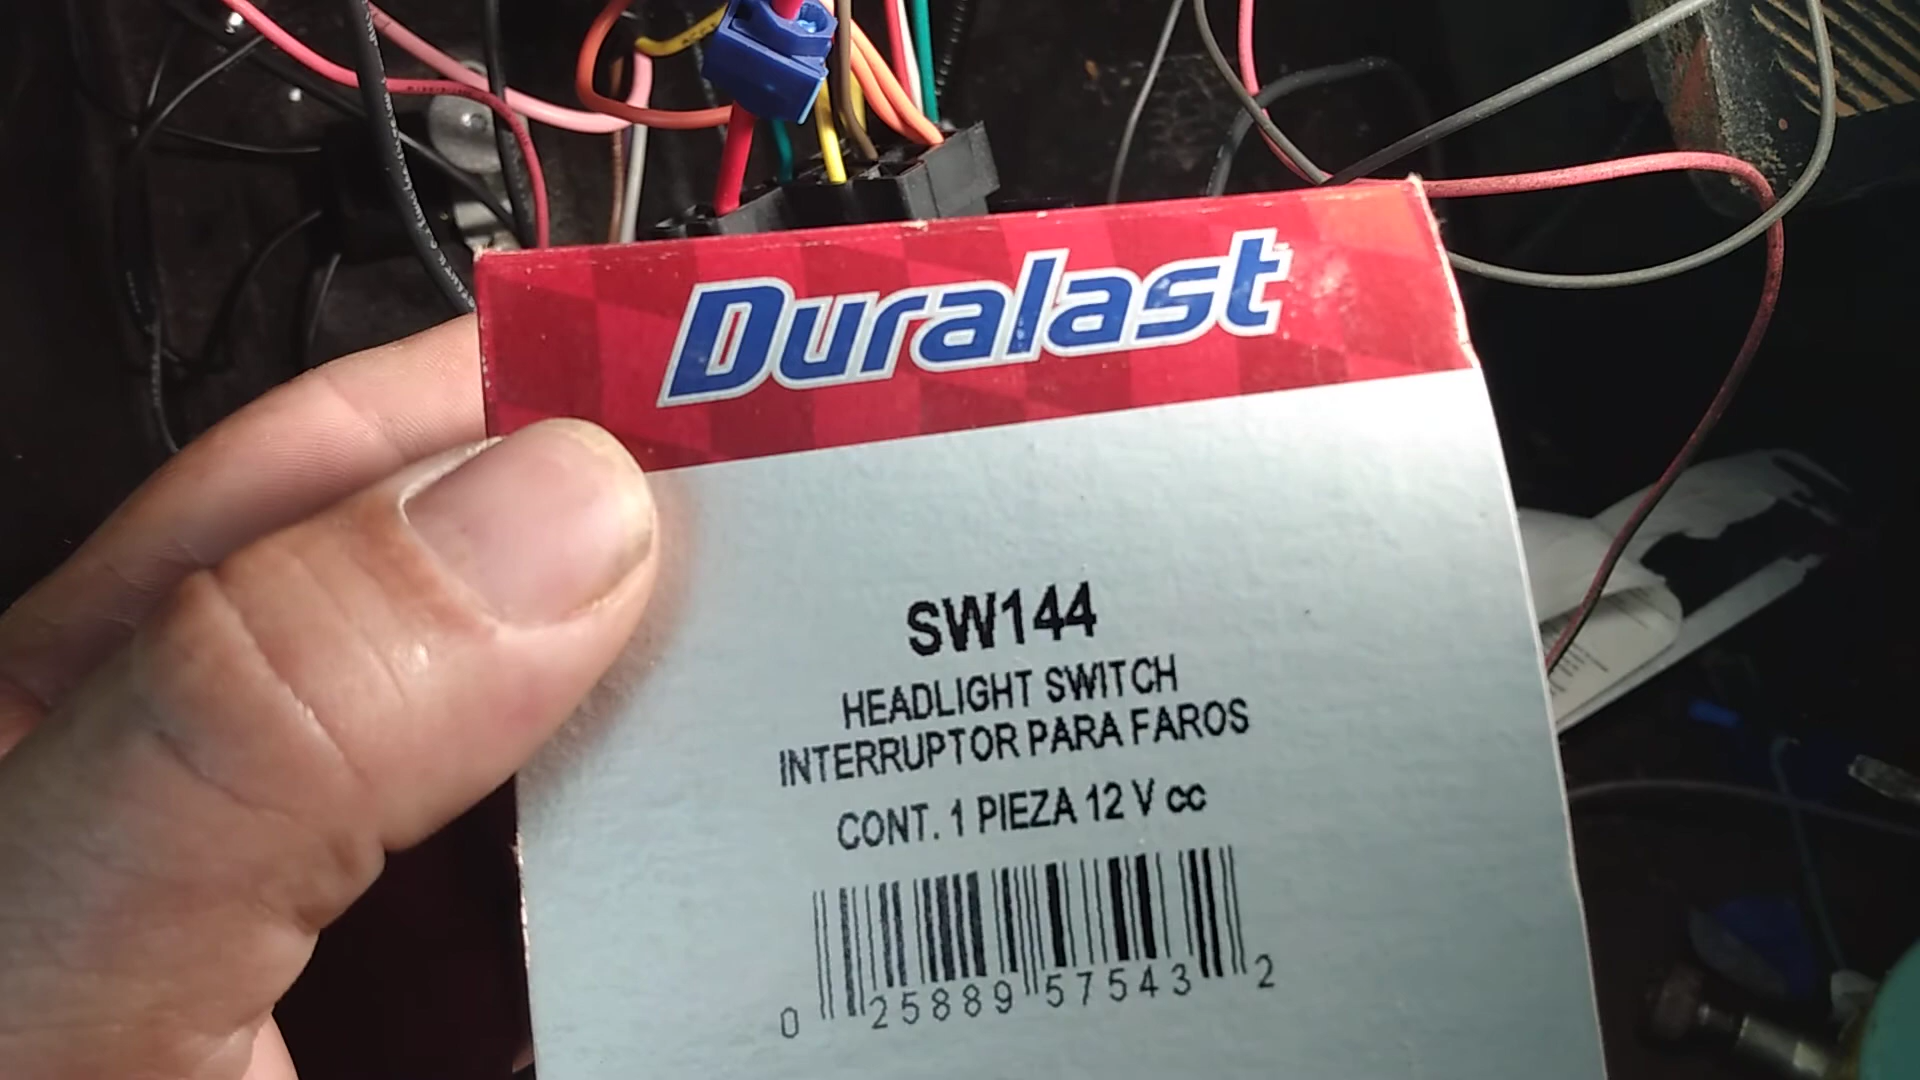 Duralast
SW144
HEADLIGHT SWITCH
INTERRUPTOR PARA FAROS
CONT. 1 PIEZA 12 V cc
0 25889 57543 2